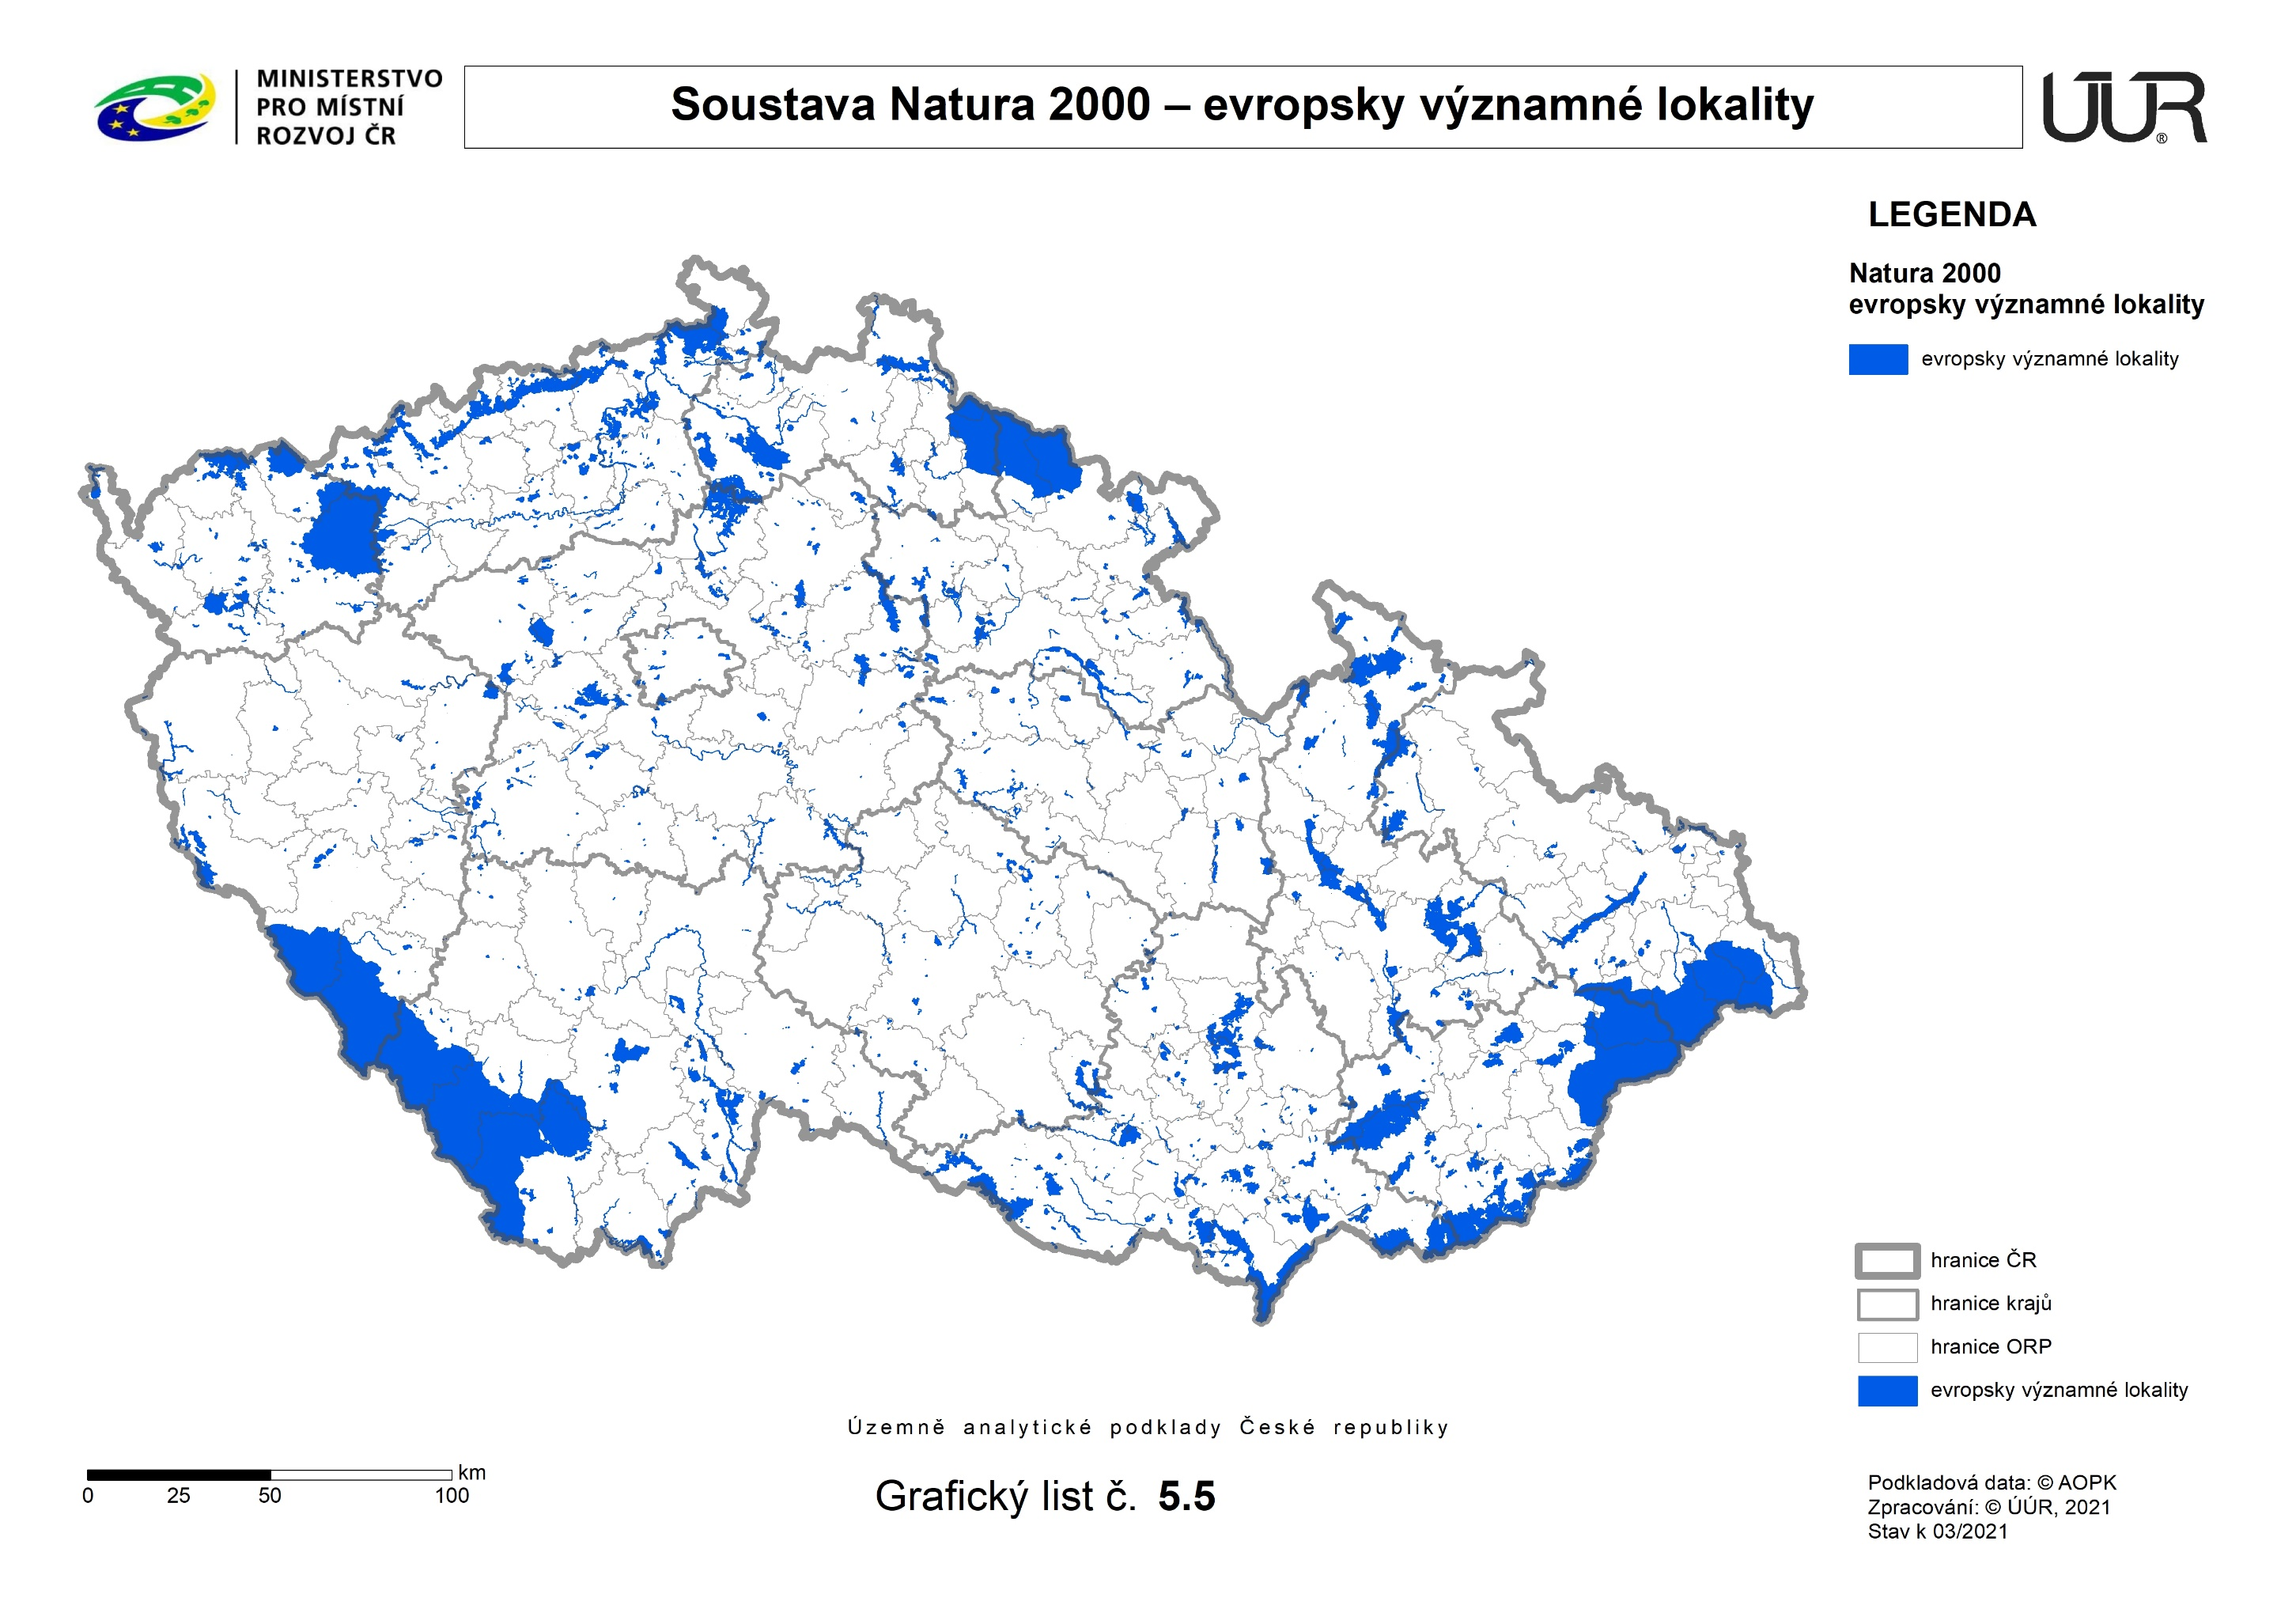 MINISTERSTVO
PRO MÍSTNÍ
ROZVOJ ČR
Soustava Natura 2000 – evropsky významné lokality
ÚÚR®
LEGENDA
Natura 2000
evropsky významné lokality
evropsky významné lokality
hranice ČR
hranice krajů
hranice ORP
evropsky významné lokality
Územně analytické podklady České republiky
km
0 25 50 100
Grafický list č. 5.5
Podkladová data: © AOPK
Zpracování: © ÚÚR, 2021
Stav k 03/2021